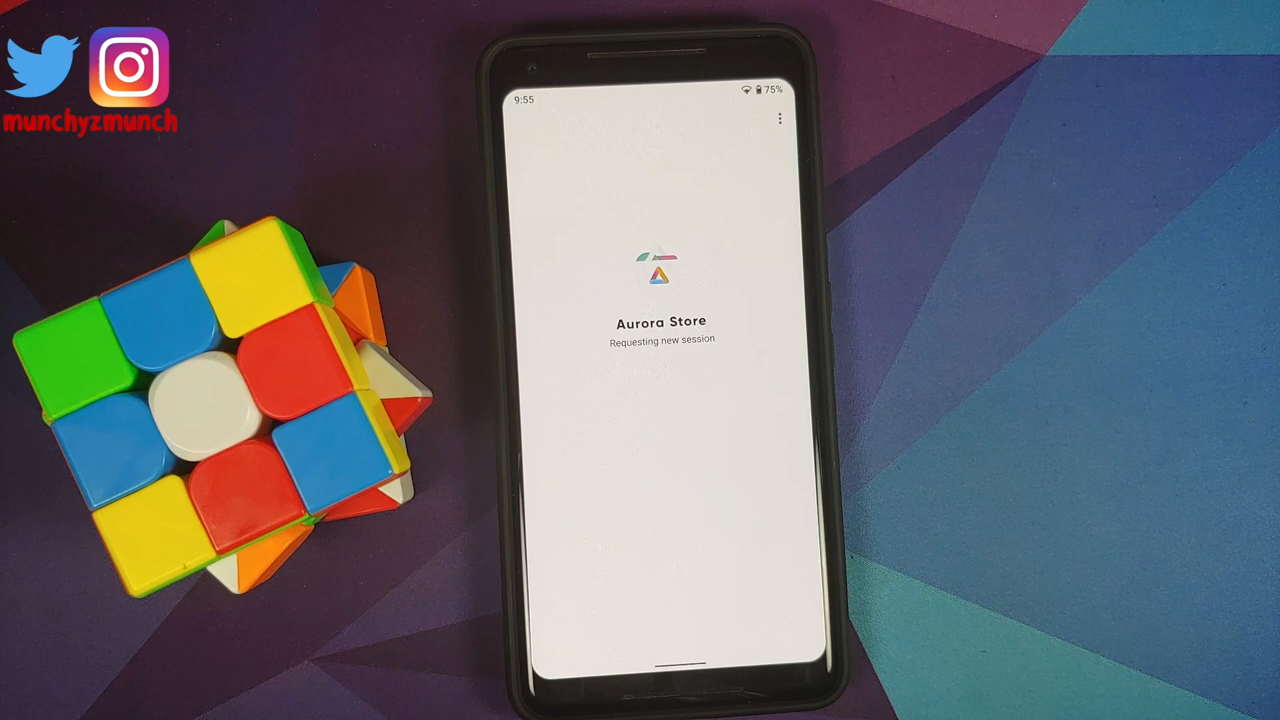 munchyzmunch
9:55
75%
Aurora Store
Requesting new session